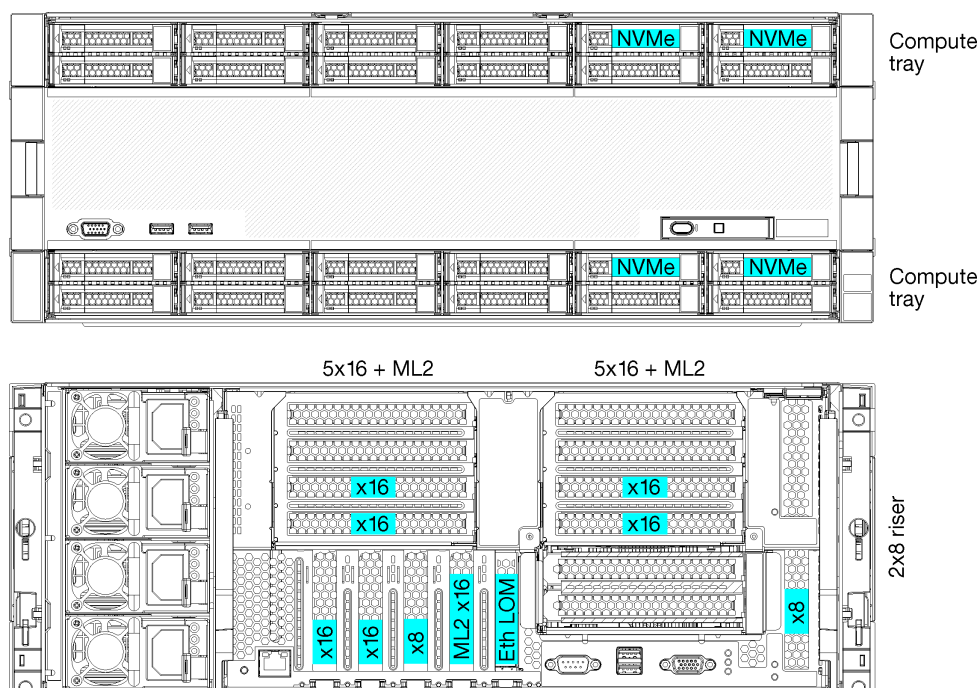 NVMe NVMe
Compute
tray
NVMe NVMe
Compute
tray
5x16 + ML2 5x16 + ML2
x16 x16
x16 x16
2x8 riser
x16 x16 x8 ML2 x16 Eth LOM x8